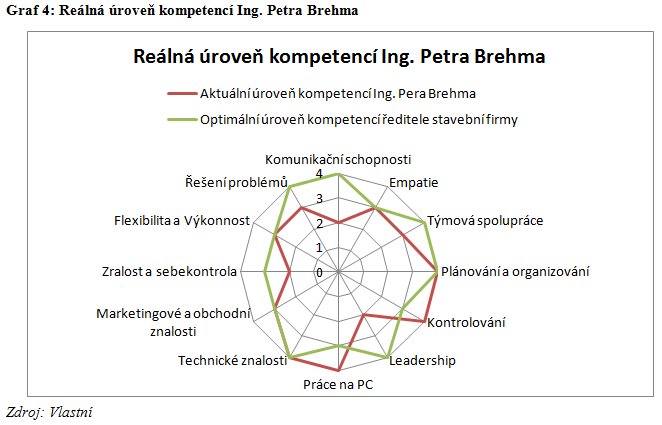 Graf 4: Reálná úroveň kompetencí Ing. Petra Brehma
Reálná úroveň kompetencí Ing. Petra Brehma
Aktuální úroveň kompetencí Ing. Pera Brehma
Optimální úroveň kompetencí ředitele stavební firmy
Komunikační schopnosti
Empatie
Týmová spolupráce
Plánování a organizování
Kontrolování
Leadership
Práce na PC
Technické znalosti
Marketingové a obchodní
znalosti
Zralost a sebekontrola
Flexibilita a Výkonnost
Řešení problémů
4
3
2
1
0
Zdroj: Vlastní